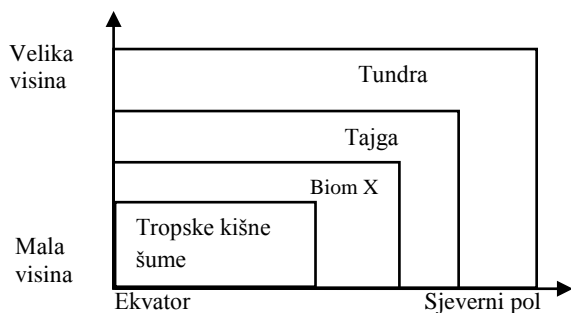 Velika
visina
Tundra
Tajga
Biom X
Tropske kišne
šume
Mala
visina
Ekvator
Sjeverni pol